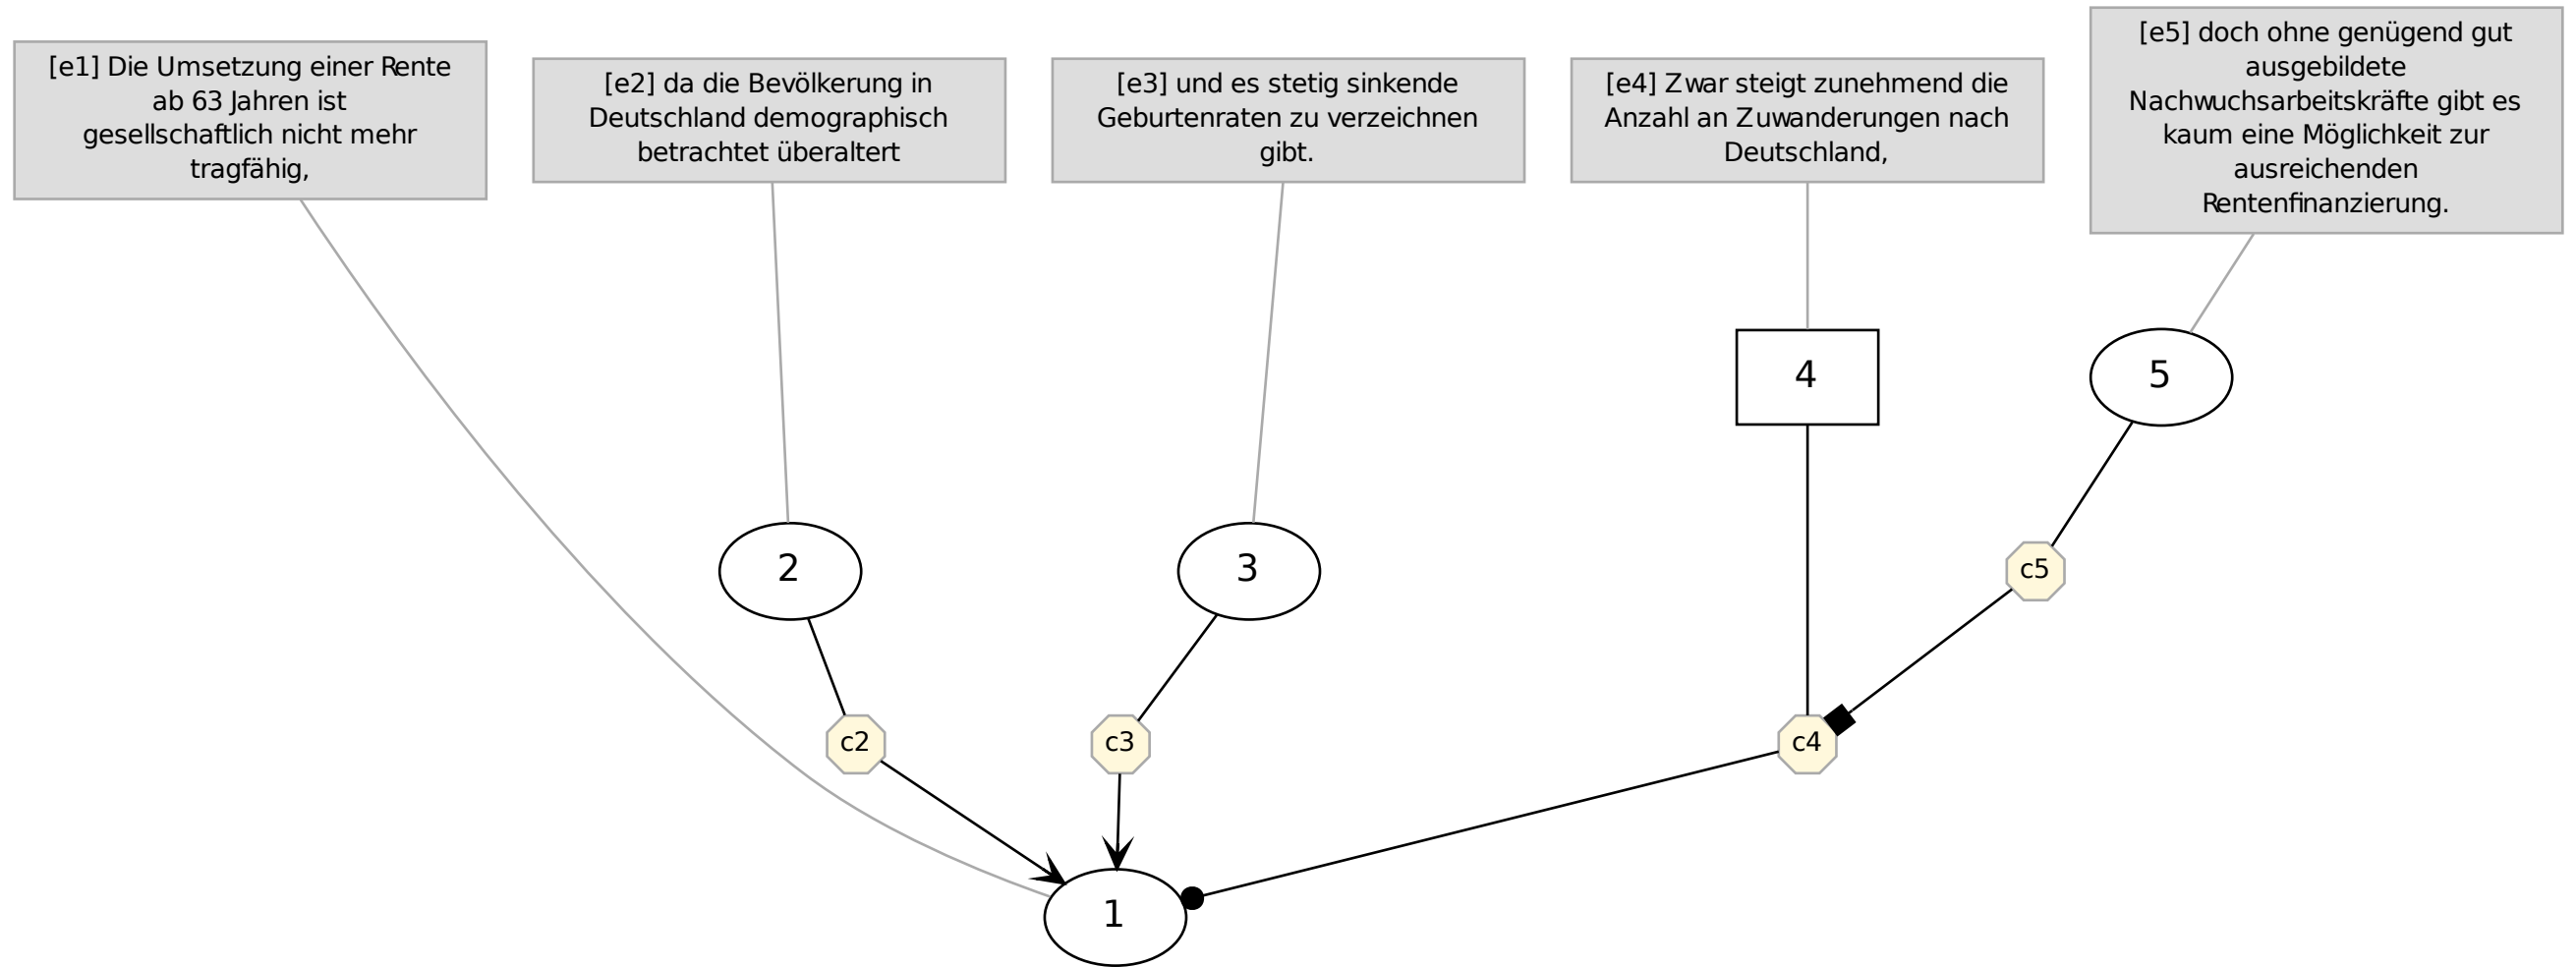 [e1] Die Umsetzung einer Rente
ab 63 Jahren ist
gesellschaftlich nicht mehr
tragfähig,
[e2] da die Bevölkerung in
Deutschland demographisch
betrachtet überaltert
[e3] und es stetig sinkende
Geburtenraten zu verzeichnen
gibt.
[e4] Zwar steigt zunehmend die
Anzahl an Zuwanderungen nach
Deutschland,
[e5] doch ohne genügend gut
ausgebildete
Nachwuchsarbeitskräfte gibt es
kaum eine Möglichkeit zur
ausreichenden
Rentenfinanzierung.
4
5
2
3
c5
c2
c3
c4
1